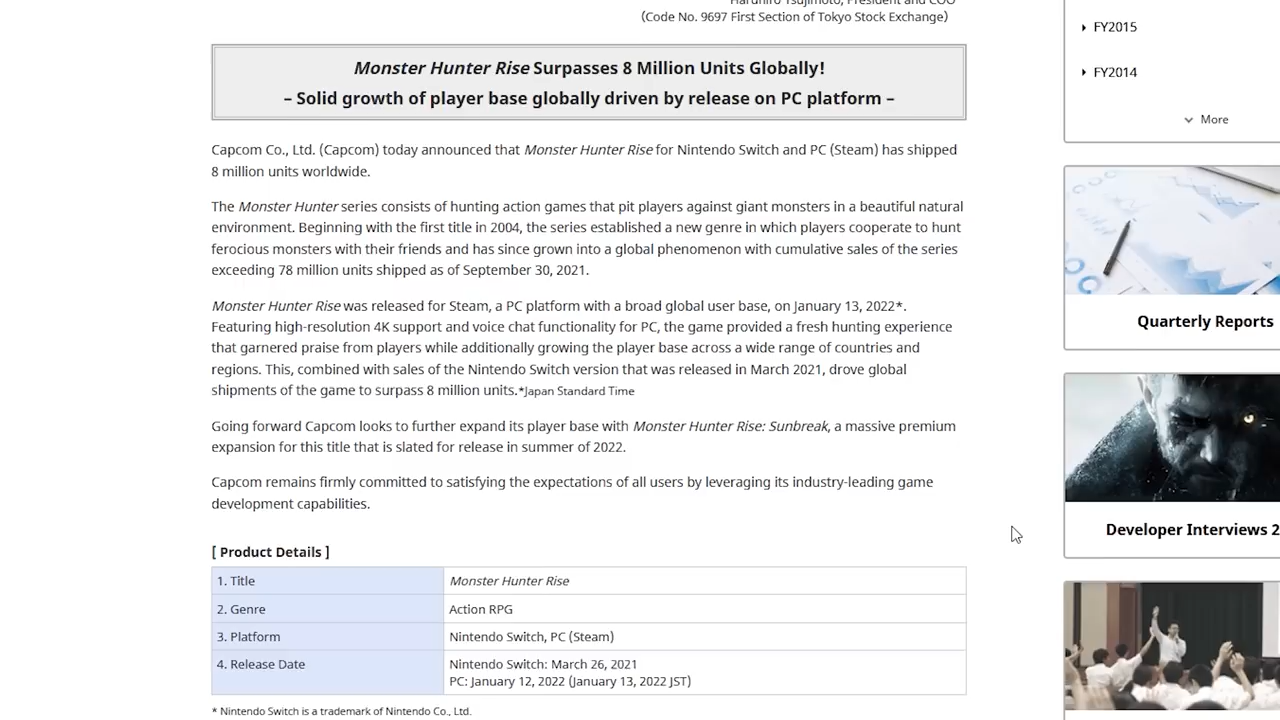 Haruhiro Tsujimoto, President and COO
(Code No. 9697 First Section of Tokyo Stock Exchange)
Monster Hunter Rise Surpasses 8 Million Units Globally!
– Solid growth of player base globally driven by release on PC platform –
Capcom Co., Ltd. (Capcom) today announced that Monster Hunter Rise for Nintendo Switch and PC (Steam) has shipped
8 million units worldwide.
The Monster Hunter series consists of hunting action games that pit players against giant monsters in a beautiful natural
environment. Beginning with the first title in 2004, the series established a new genre in which players cooperate to hunt
ferocious monsters with their friends and has since grown into a global phenomenon with cumulative sales of the series
exceeding 78 million units shipped as of September 30, 2021.
Monster Hunter Rise was released for Steam, a PC platform with a broad global user base, on January 13, 2022*.
Featuring high-resolution 4K support and voice chat functionality for PC, the game provided a fresh hunting experience
that garnered praise from players while additionally growing the player base across a wide range of countries and
regions. This, combined with sales of the Nintendo Switch version that was released in March 2021, drove global
shipments of the game to surpass 8 million units.*Japan Standard Time
Going forward Capcom looks to further expand its player base with Monster Hunter Rise: Sunbreak, a massive premium
expansion for this title that is slated for release in summer of 2022.
Capcom remains firmly committed to satisfying the expectations of all users by leveraging its industry-leading game
development capabilities.
[ Product Details ]
1. Title Monster Hunter Rise
2. Genre Action RPG
3. Platform Nintendo Switch, PC (Steam)
4. Release Date Nintendo Switch: March 26, 2021
PC: January 12, 2022 (January 13, 2022 JST)
* Nintendo Switch is a trademark of Nintendo Co., Ltd.
FY2015
FY2014
More
Quarterly Reports
Developer Interviews 2